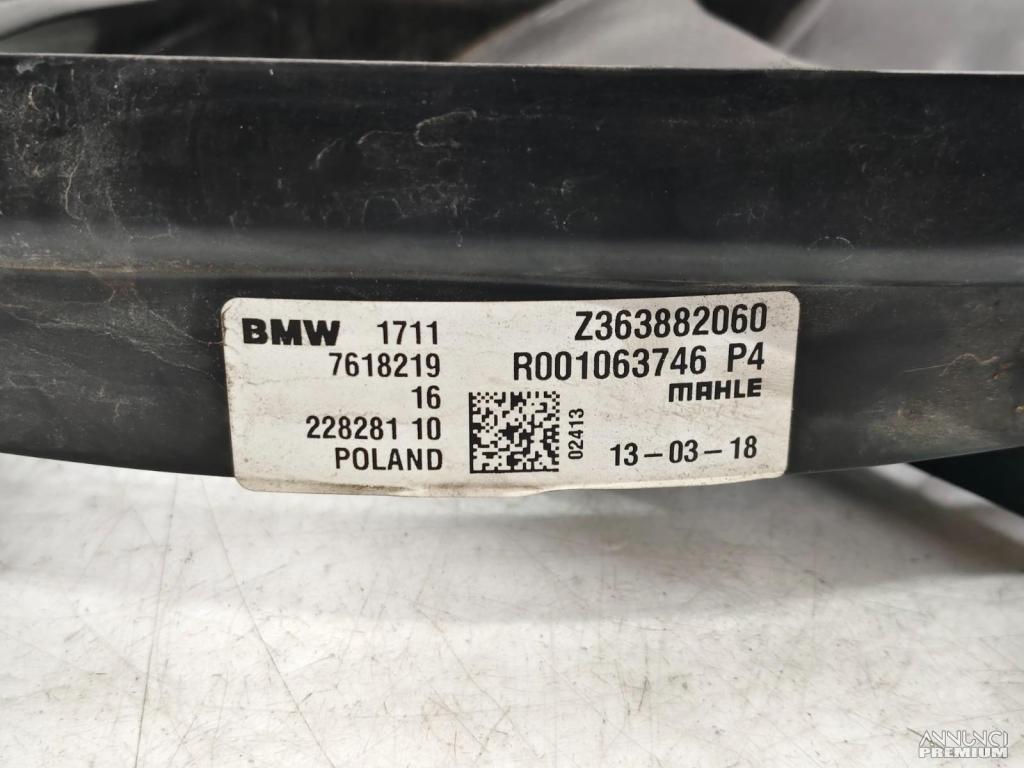 BMW 1711
7618219
16
228281 10
POLAND
Z363882060
R001063746 P4
MAHLE
02413
13-03-18
ANNUNCI
PREMIUM